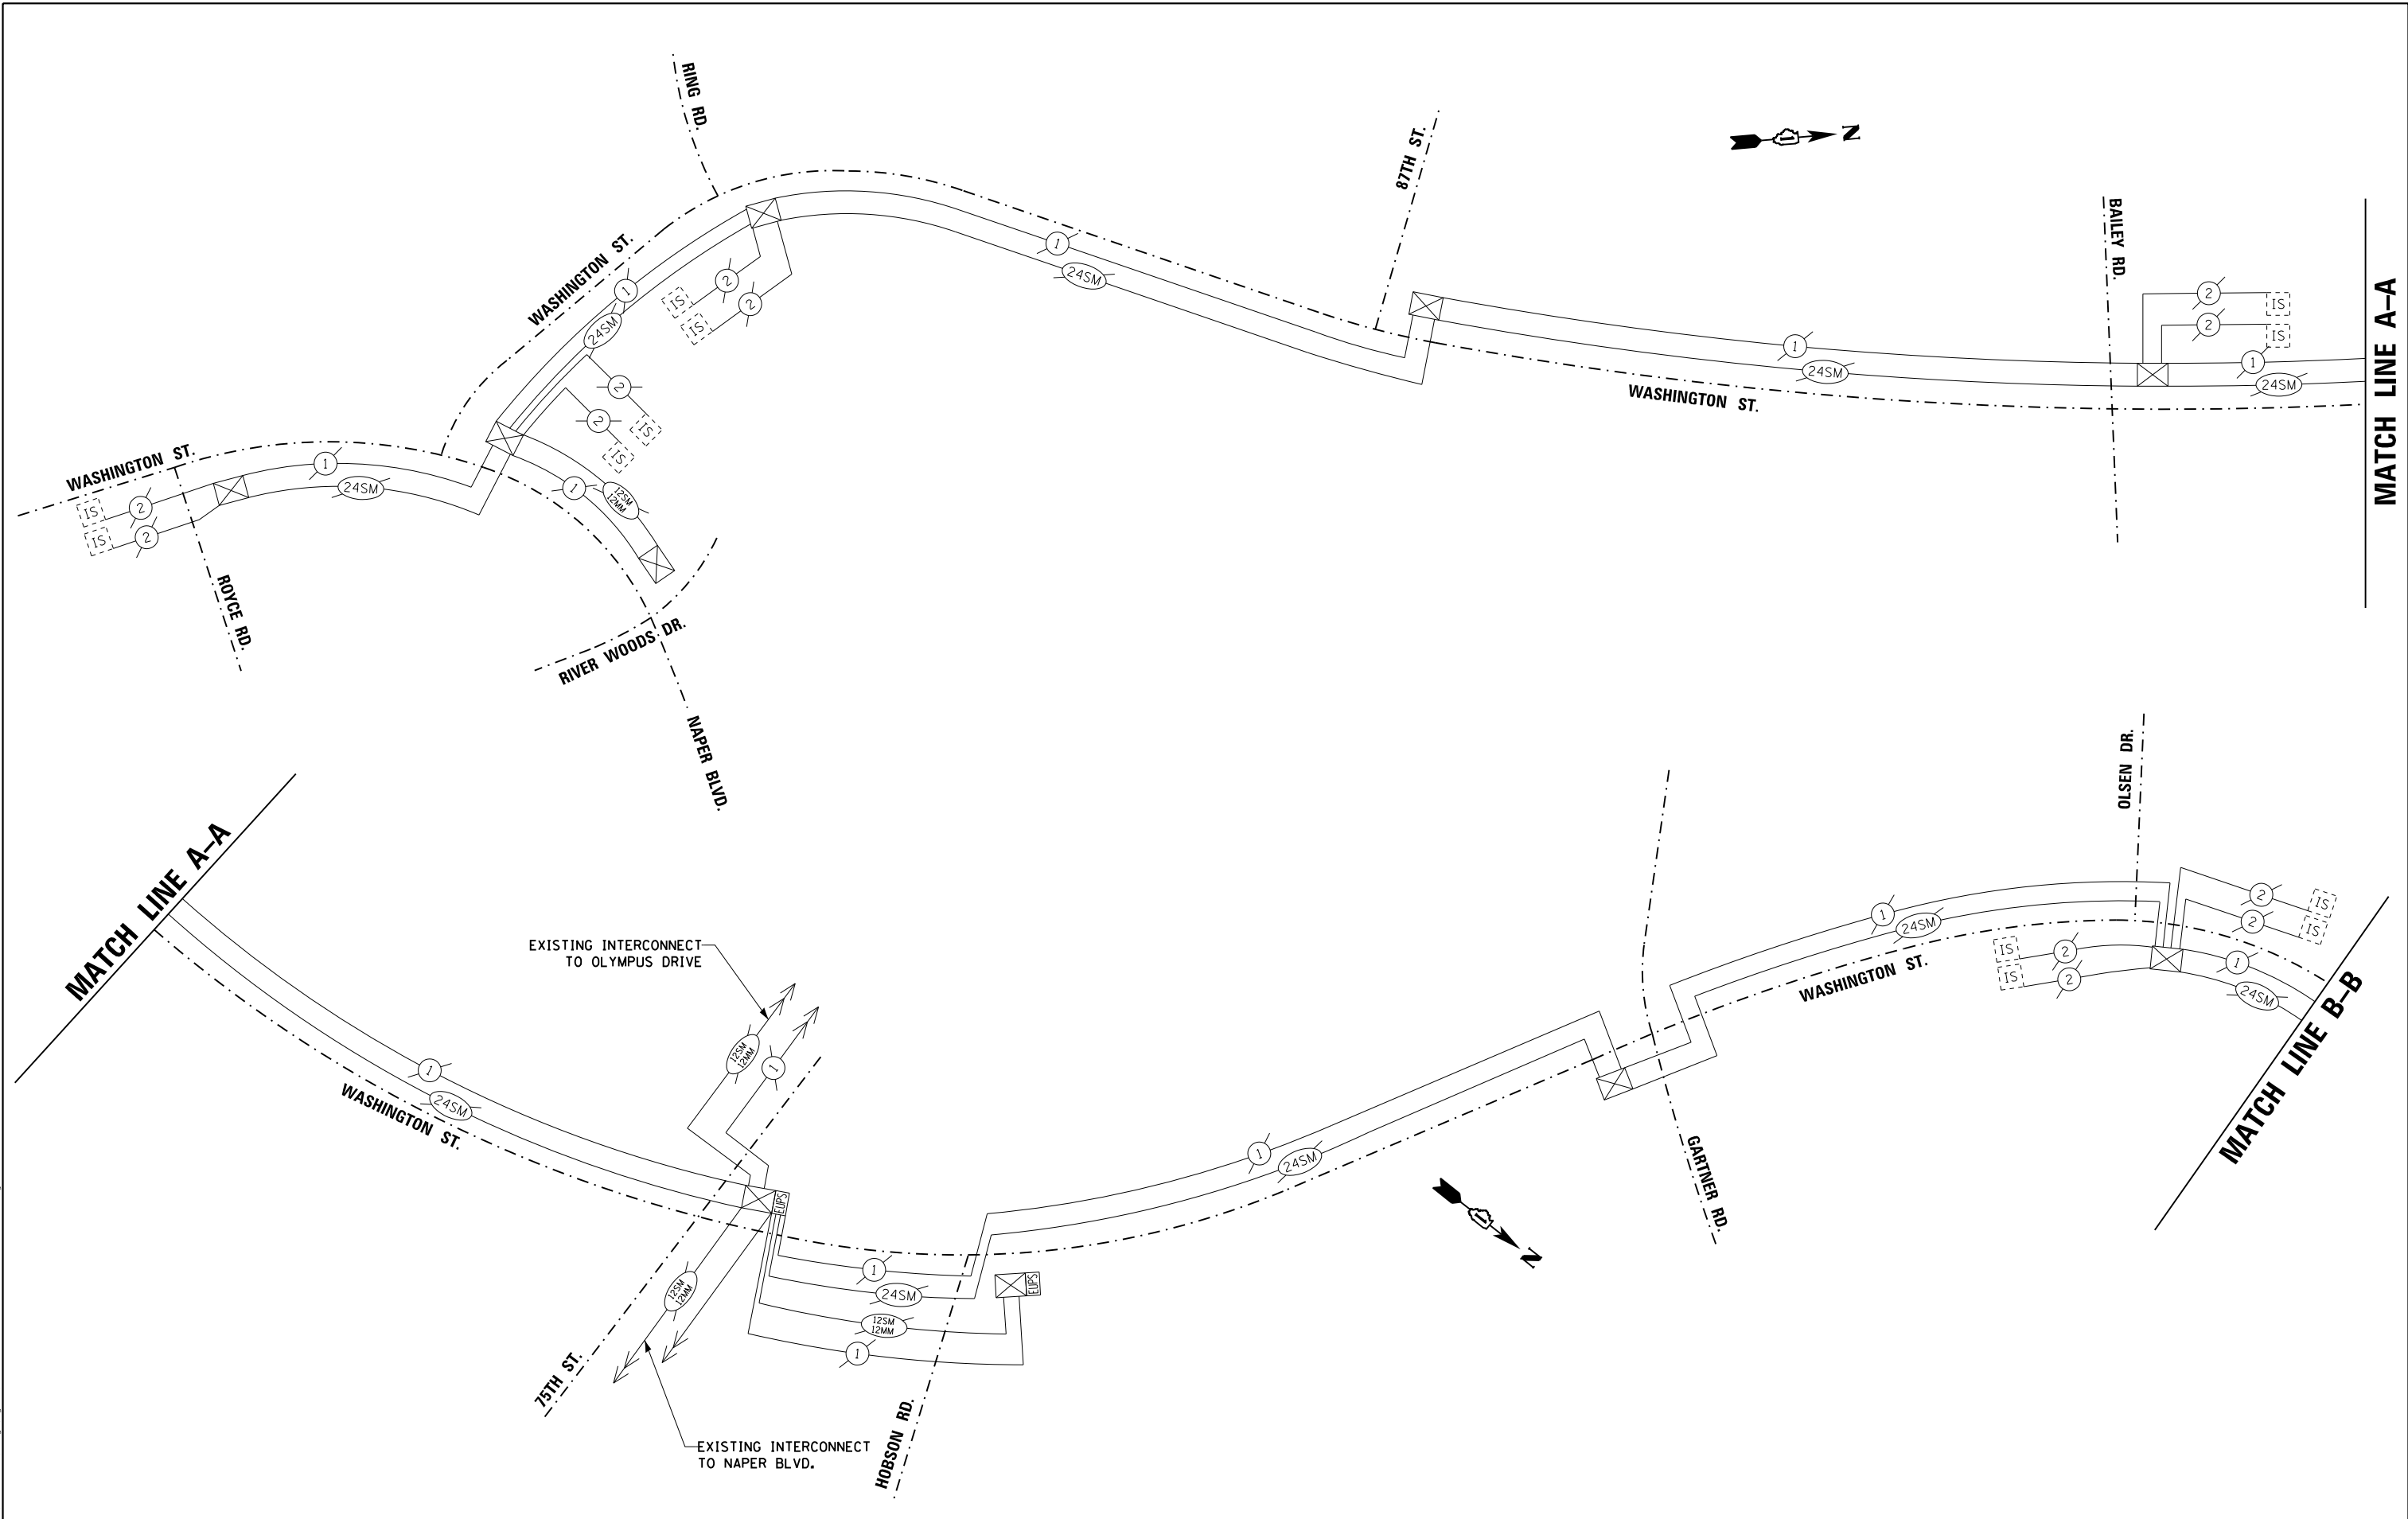 RING RD.
87TH ST.
N
BAILEY RD.
MATCH LINE A-A
WASHINGTON ST.
1
24SM
2
2
IS
IS
1
24SM
1
24SM
2
2
IS
IS
1
24SM
WASHINGTON ST.
2
2
IS
IS
WASHINGTON ST.
1
24SM
2
2
IS
IS
1
12SM
12MM
ROYCE RD.
RIVER WOODS DR.
NAPER BLVD.
MATCH LINE A-A
EXISTING INTERCONNECT
TO OLYMPUS DRIVE
12SM
12MM
1
1
24SM
WASHINGTON ST.
EUPS
1
24SM
12SM
12MM
1
EUPS
12SM
12MM
75TH ST.
EXISTING INTERCONNECT
TO NAPER BLVD.
HOBSON RD.
1
24SM
N
GARTNER RD.
1
24SM
WASHINGTON ST.
OLSEN DR.
2
2
IS
IS
IS
IS
2
2
1
24SM
MATCH LINE B-B